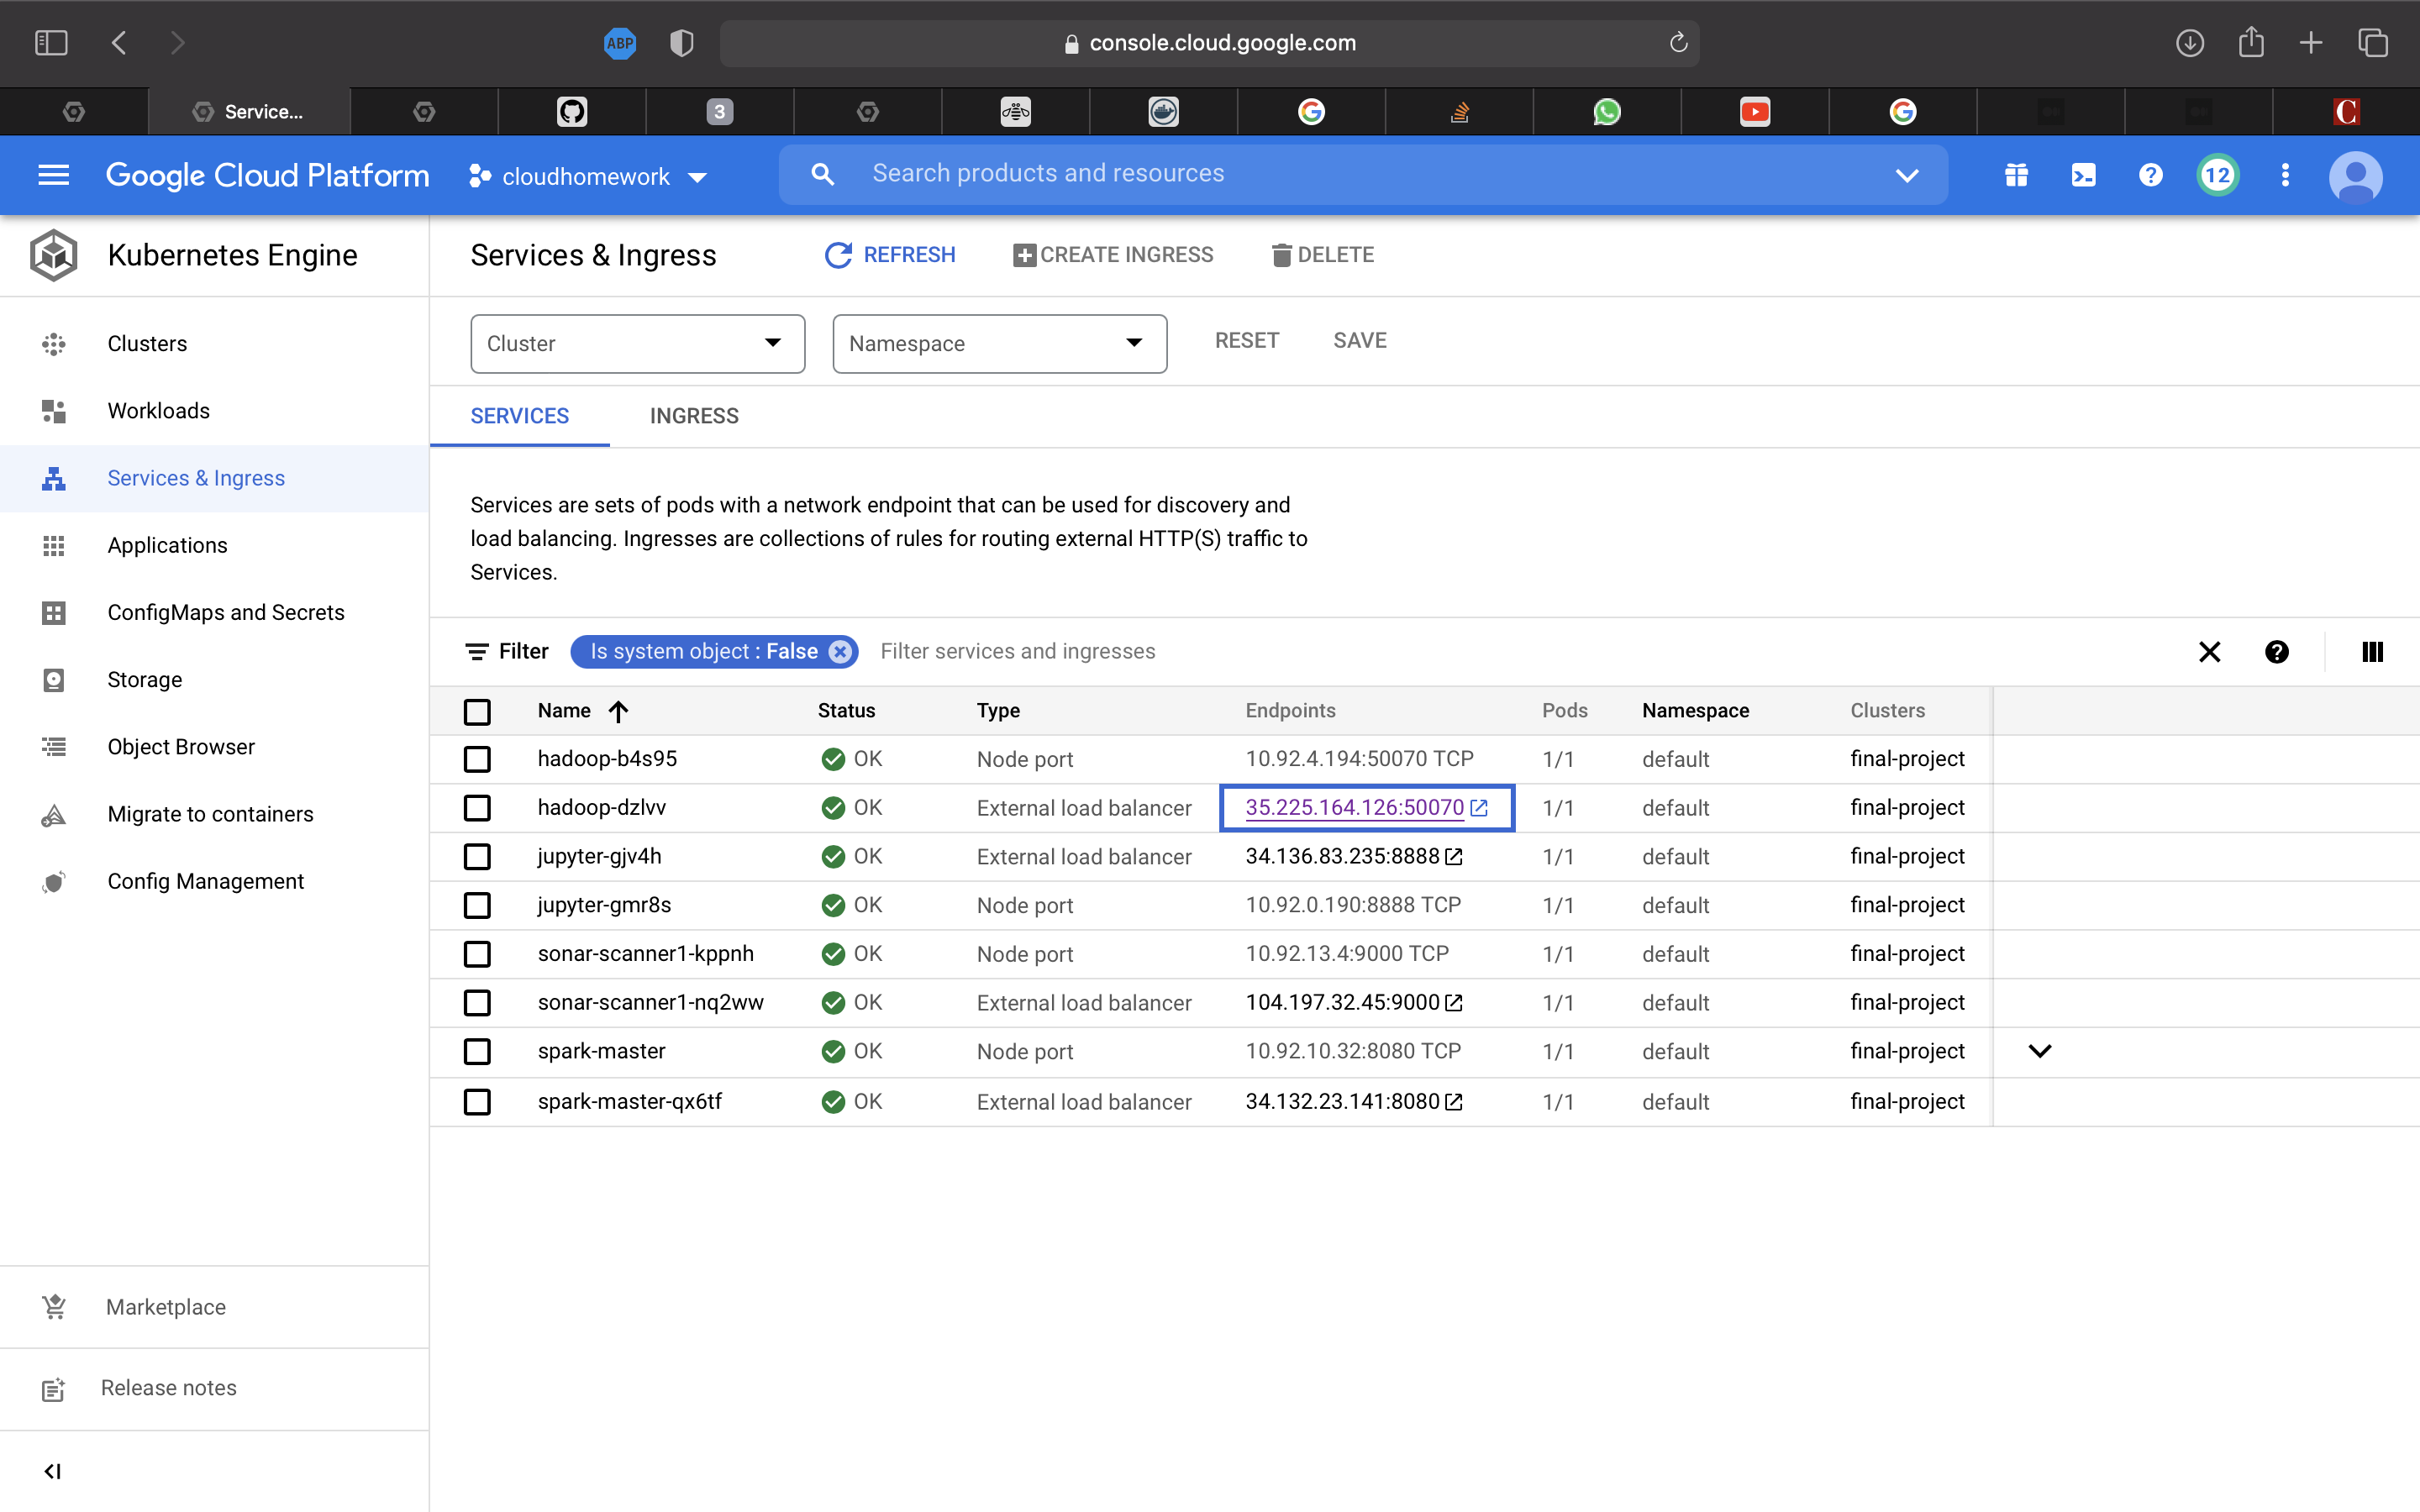 ABP
console.cloud.google.com
Service...
3
C
Google Cloud Platform
cloudhomework
Search products and resources
12
Kubernetes Engine
Services & Ingress
REFRESH
CREATE INGRESS
DELETE
Clusters
Workloads
Services & Ingress
Applications
ConfigMaps and Secrets
Storage
Object Browser
Migrate to containers
Config Management
Marketplace
Release notes
Cluster
Namespace
RESET
SAVE
SERVICES
INGRESS
Services are sets of pods with a network endpoint that can be used for discovery and
load balancing. Ingresses are collections of rules for routing external HTTP(S) traffic to
Services.
Filter
Is system object : False
Filter services and ingresses
Name Status Type Endpoints Pods Namespace Clusters
hadoop-b4s95 OK Node port 10.92.4.194:50070 TCP 1/1 default final-project
hadoop-dzlvv OK External load balancer 35.225.164.126:50070 1/1 default final-project
jupyter-gjv4h OK External load balancer 34.136.83.235:8888 1/1 default final-project
jupyter-gmr8s OK Node port 10.92.0.190:8888 TCP 1/1 default final-project
sonar-scanner1-kppnh OK Node port 10.92.13.4:9000 TCP 1/1 default final-project
sonar-scanner1-nq2ww OK External load balancer 104.197.32.45:9000 1/1 default final-project
spark-master OK Node port 10.92.10.32:8080 TCP 1/1 default final-project
spark-master-qx6tf OK External load balancer 34.132.23.141:8080 1/1 default final-project